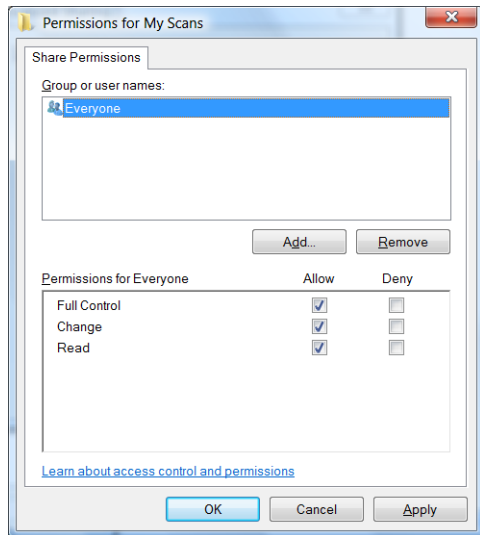 Permissions for My Scans
Share Permissions
Group or user names:
Everyone
Add...
Remove
Permissions for Everyone Allow Deny
Full Control
Change
Read
Learn about access control and permissions
OK Cancel Apply